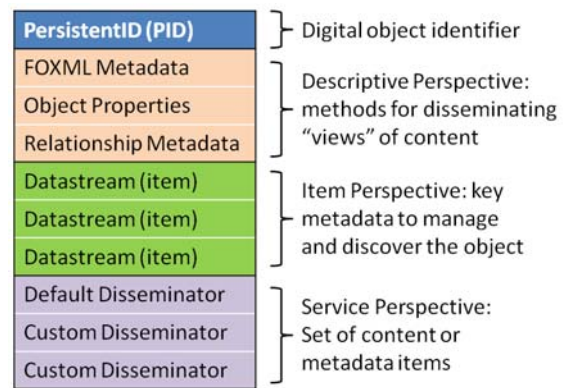 PersistentID (PID)
Digital object identifier
FOXML Metadata
Object Properties
Relationship Metadata
Descriptive Perspective:
methods for disseminating
“views” of content
Datastream (item)
Datastream (item)
Datastream (item)
Item Perspective: key
metadata to manage
and discover the object
Default Disseminator
Custom Disseminator
Custom Disseminator
Service Perspective:
Set of content or
metadata items